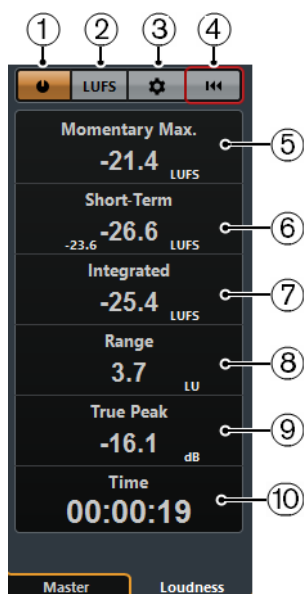 ① ② ③ ④
LUFS
Momentary Max.
-21.4 LUFS
⑤
Short-Term
-23.6 -26.6 LUFS
⑥
Integrated
-25.4 LUFS
⑦
Range
3.7 LU
⑧
True Peak
-16.1 dB
⑨
Time
00:00:19
⑩
Master Loudness